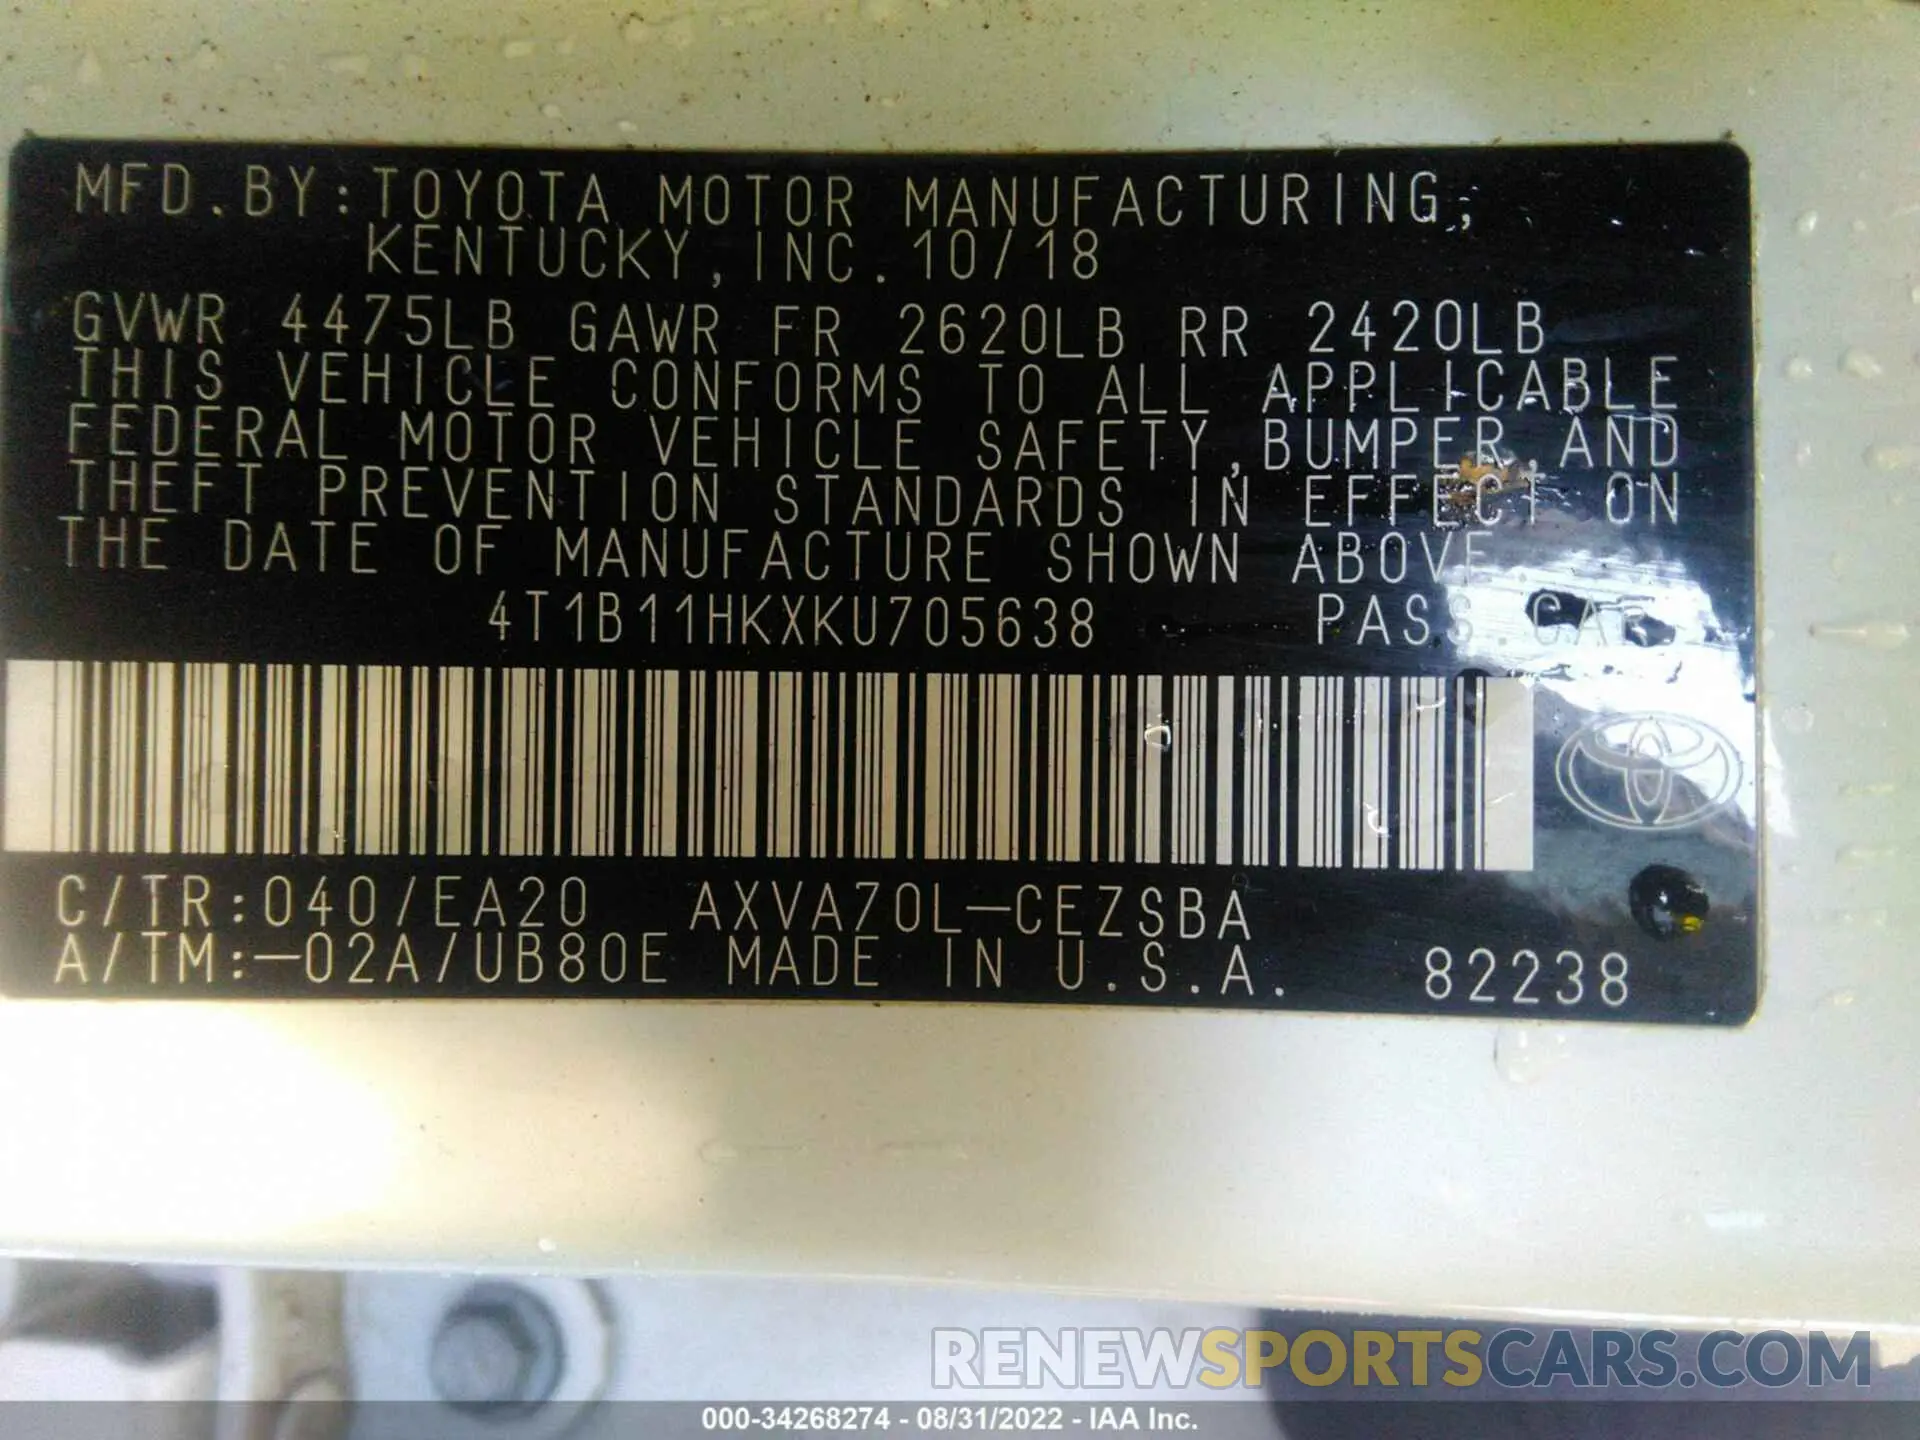 MFD.BY:TOYOTA MOTOR MANUFACTURING,
KENTUCKY,INC.10/18
GVWR 4475LB GAWR FR 2620LB RR 2420LB
THIS VEHICLE CONFORMS TO ALL APPLICABLE
FEDERAL MOTOR VEHICLE SAFETY,BUMPER,AND
THEFT PREVENTION STANDARDS IN EFFECT ON
THE DATE OF MANUFACTURE SHOWN ABOVE.
4T1B11HKXKU705638 PASS.CAR
C/TR:040/EA20 AXVA70L-CEZSBA
A/TM:-02A/UB80E MADE IN U.S.A. 82238
RENEWSPORTSCARS.COM
000-34268274 - 08/31/2022 - IAA Inc.